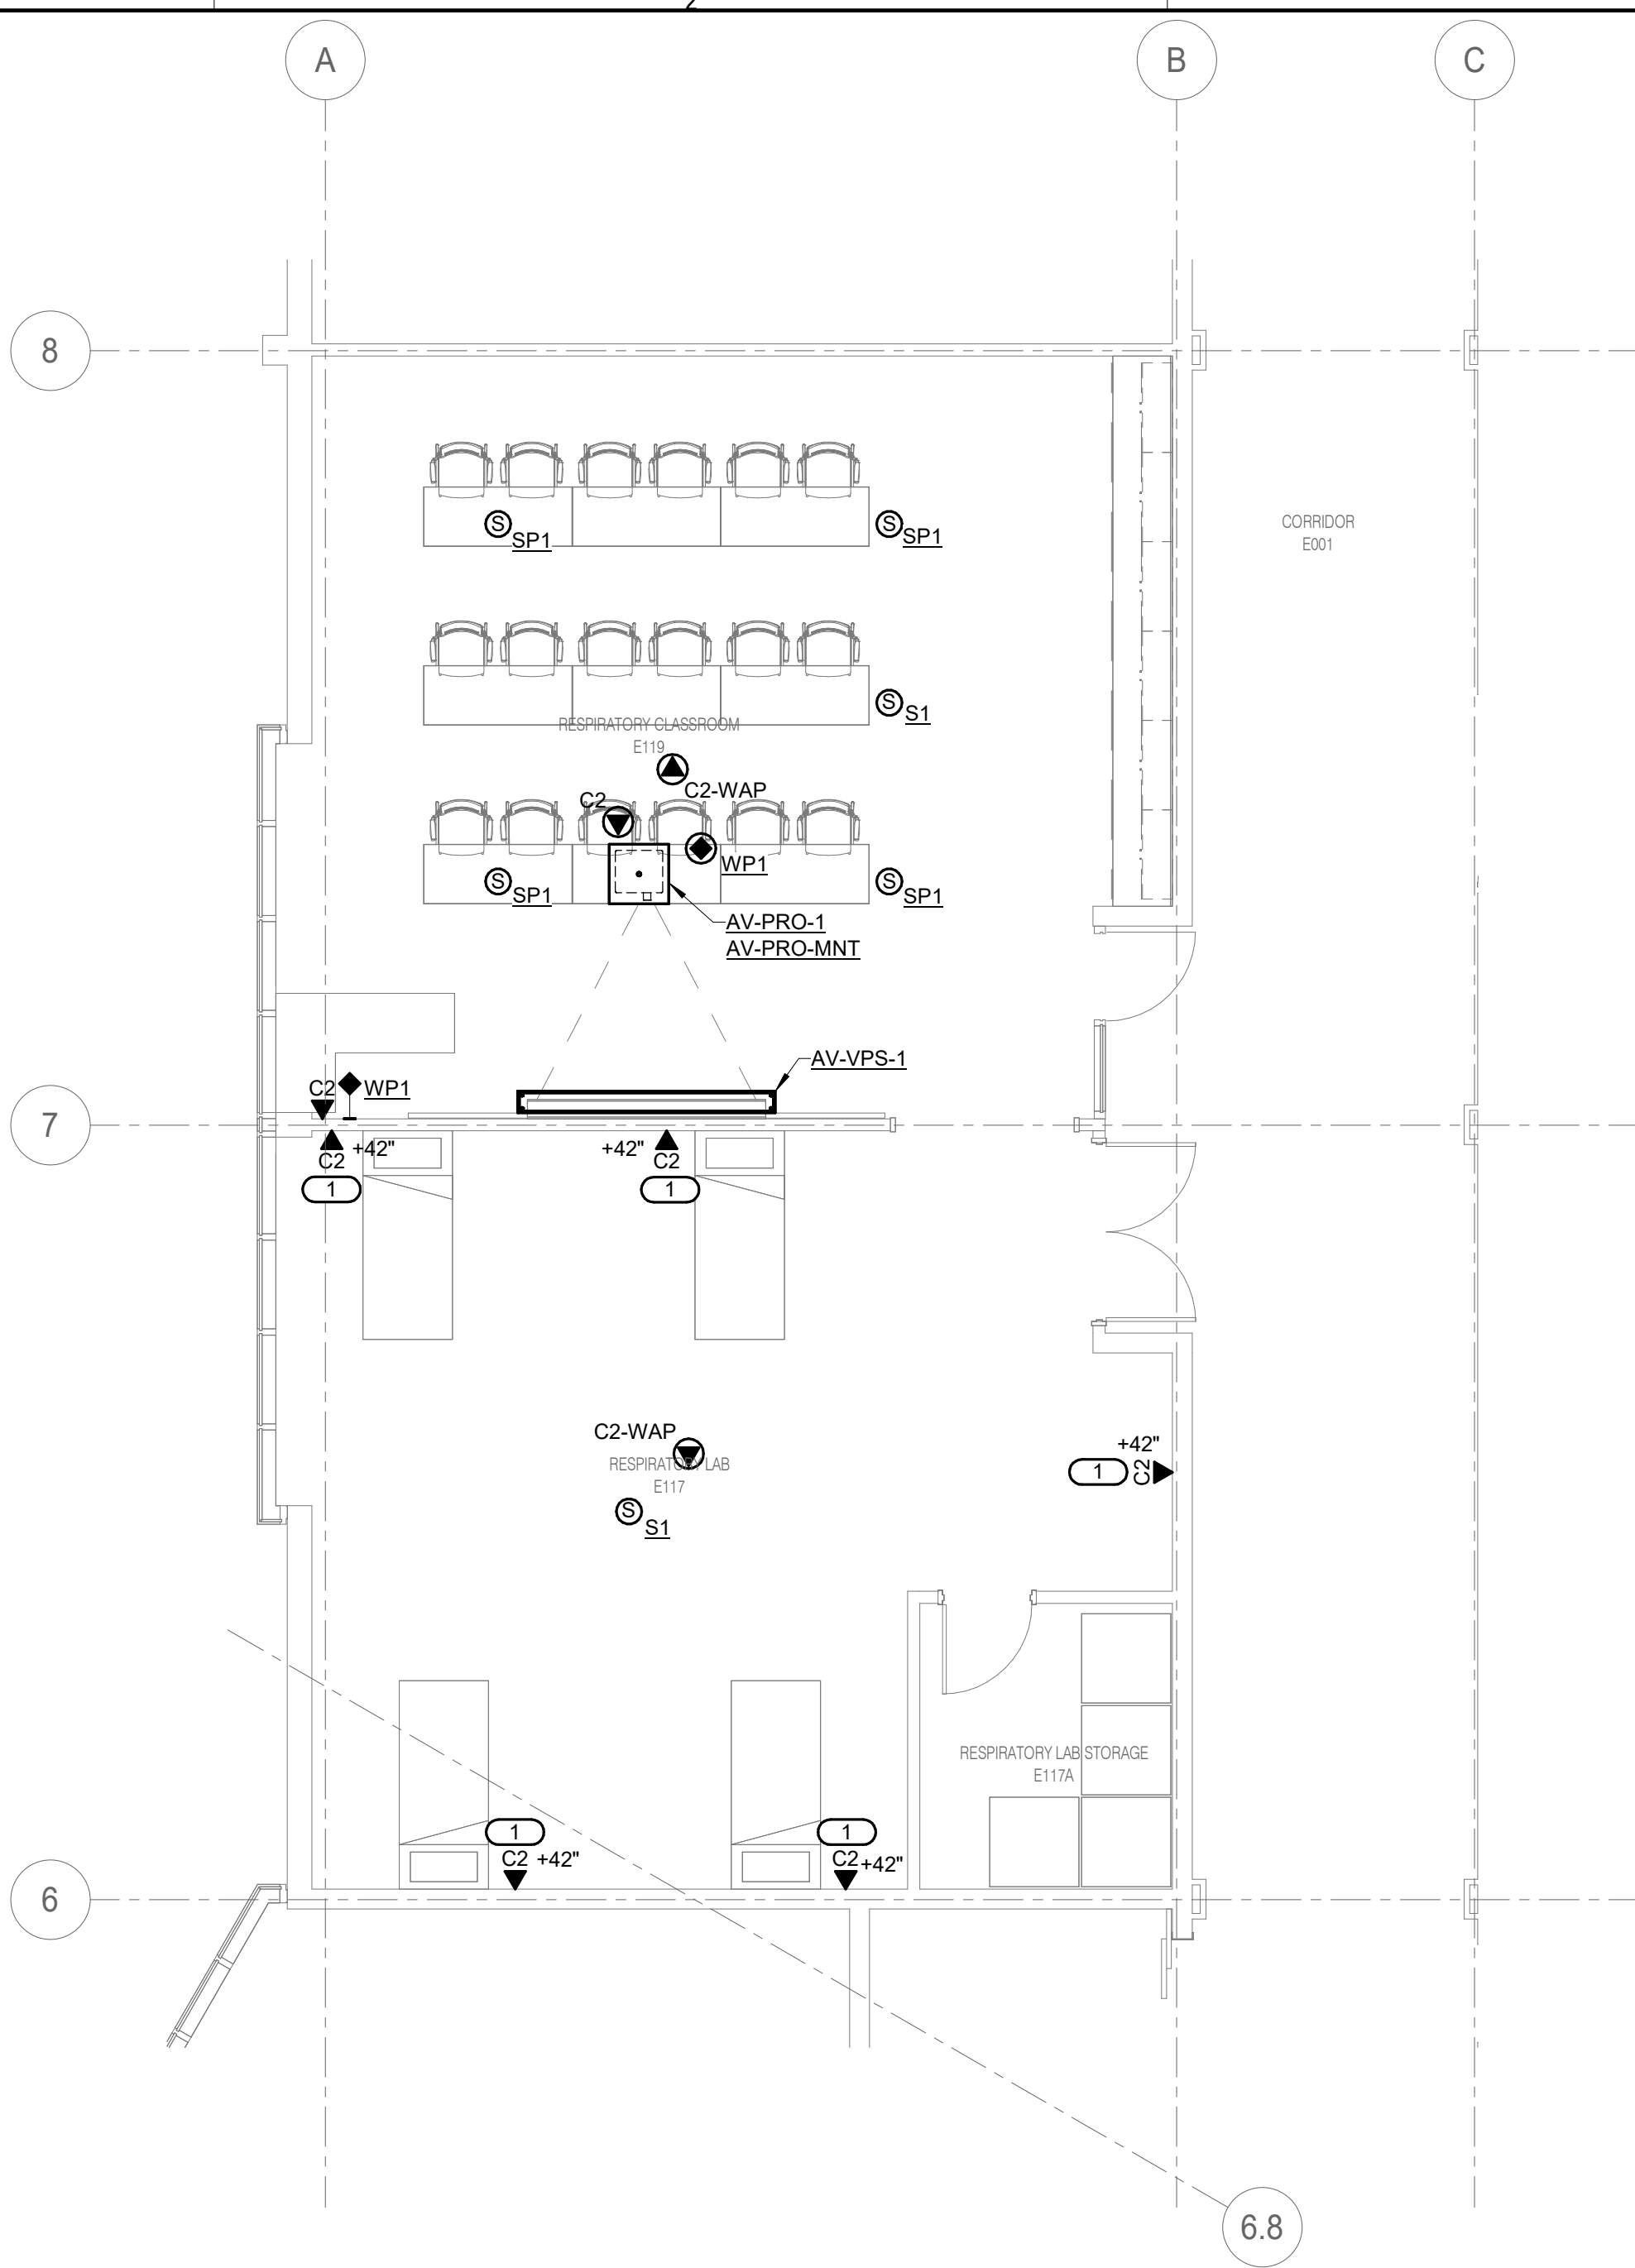 2
A
B
C
8
CORRIDOR
E001
S
SP1
S
SP1
S
S1
RESPIRATORY CLASSROOM
E119
C2-WAP
C2
WP1
S
SP1
S
SP1
AV-PRO-1
AV-PRO-MNT
AV-VPS-1
C2
WP1
7
+42"
C2
1
+42"
C2
1
C2-WAP
RESPIRATORY LAB
E117
S
S1
+42"
1
C2
RESPIRATORY LAB STORAGE
E117A
1
C2 +42"
1
C2 +42"
6
6.8